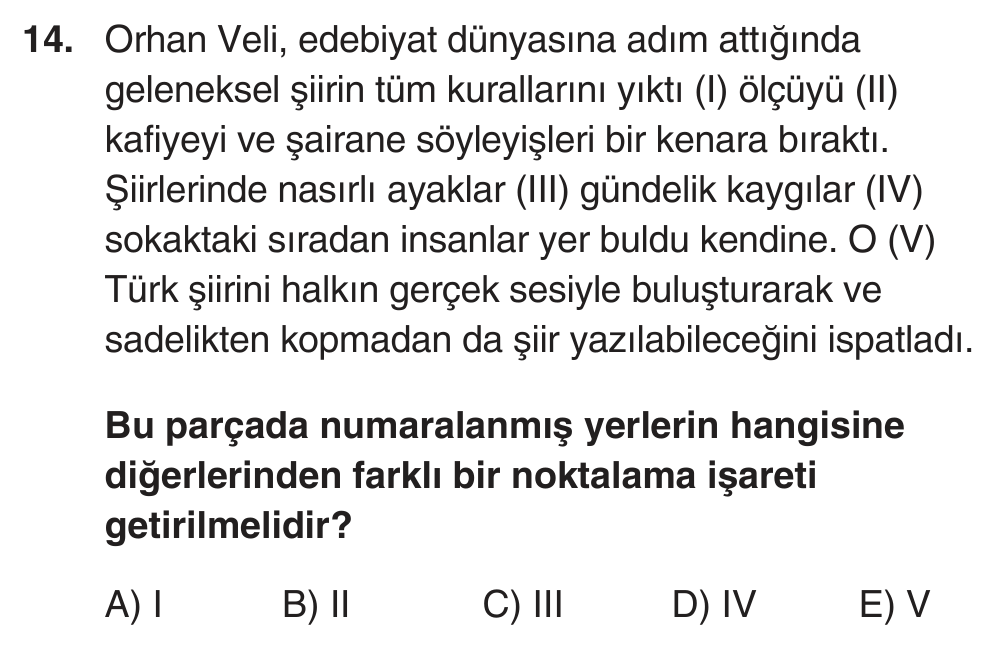 14. Orhan Veli, edebiyat dünyasına adım attığında
geleneksel şiirin tüm kurallarını yıktı (I) ölçüyü (II)
kafiyeyi ve şairane söyleyişleri bir kenara bıraktı.
Şiirlerinde nasırlı ayaklar (III) gündelik kaygılar (IV)
sokaktaki sıradan insanlar yer buldu kendine. O (V)
Türk şiirini halkın gerçek sesiyle buluşturarak ve
sadelikten kopmadan da şiir yazılabileceğini ispatladı.
Bu parçada numaralanmış yerlerin hangisine
diğerlerinden farklı bir noktalama işareti
getirilmelidir?
A) I B) II C) III D) IV E) V